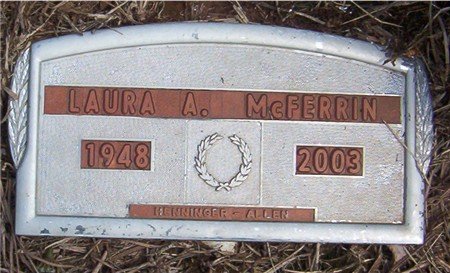 LAURA A. McFERRIN
1948 2003
HENNINGER - ALLEN